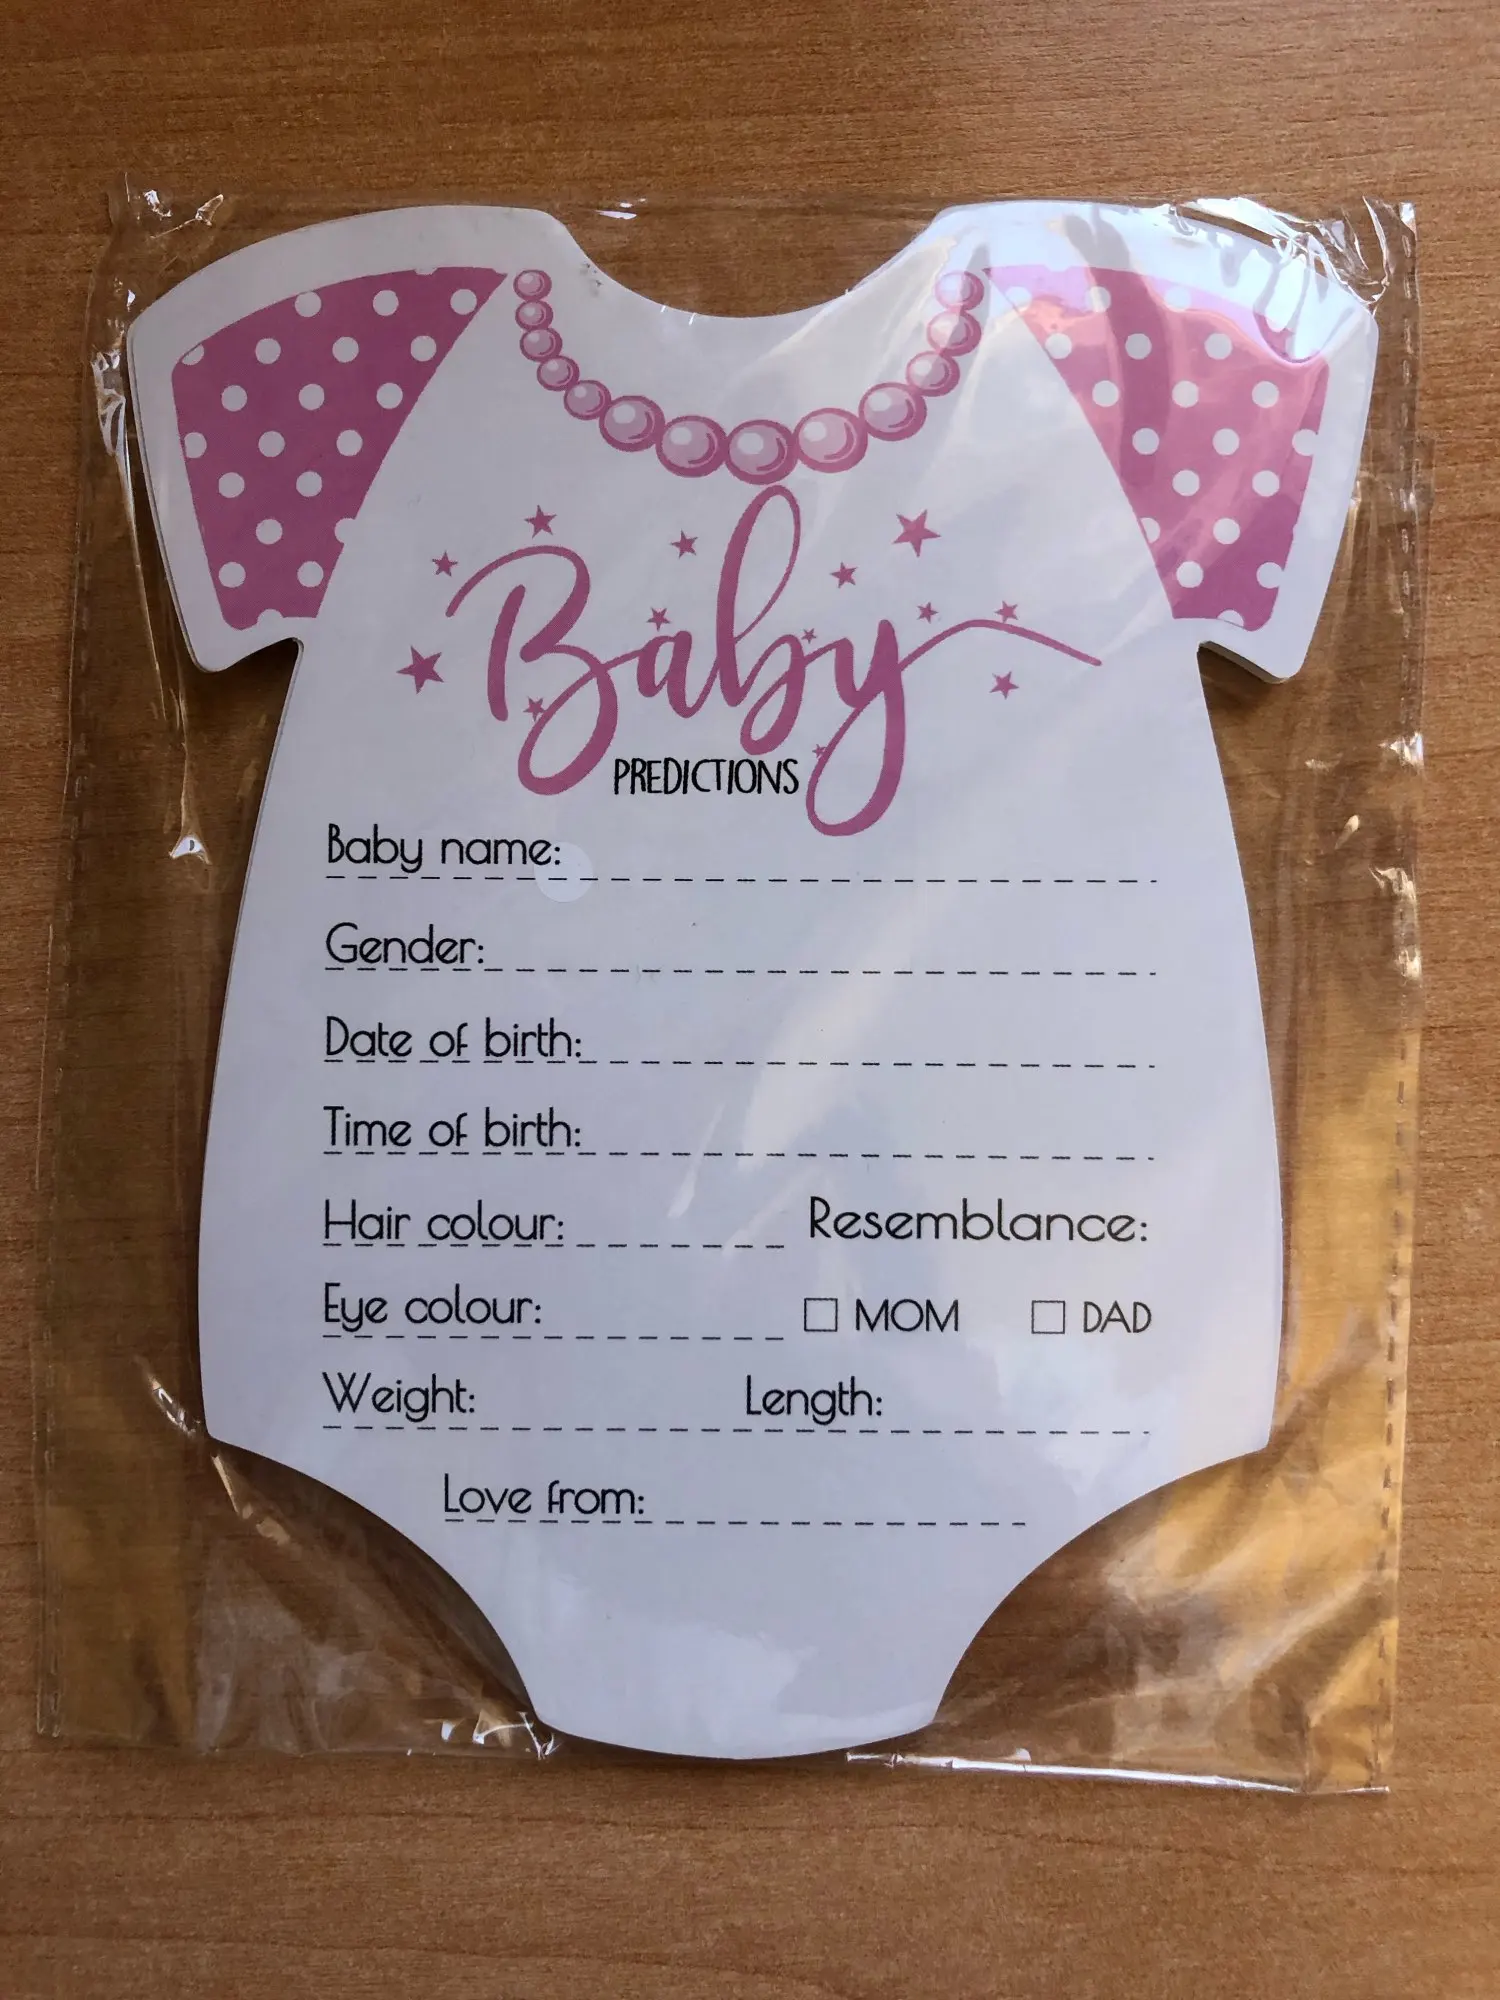 Baby
PREDICTIONS
Baby name:
Gender:
Date of birth:
Time of birth:
Hair colour: Resemblance:
Eye colour: MOM DAD
Weight: Length:
Love from: